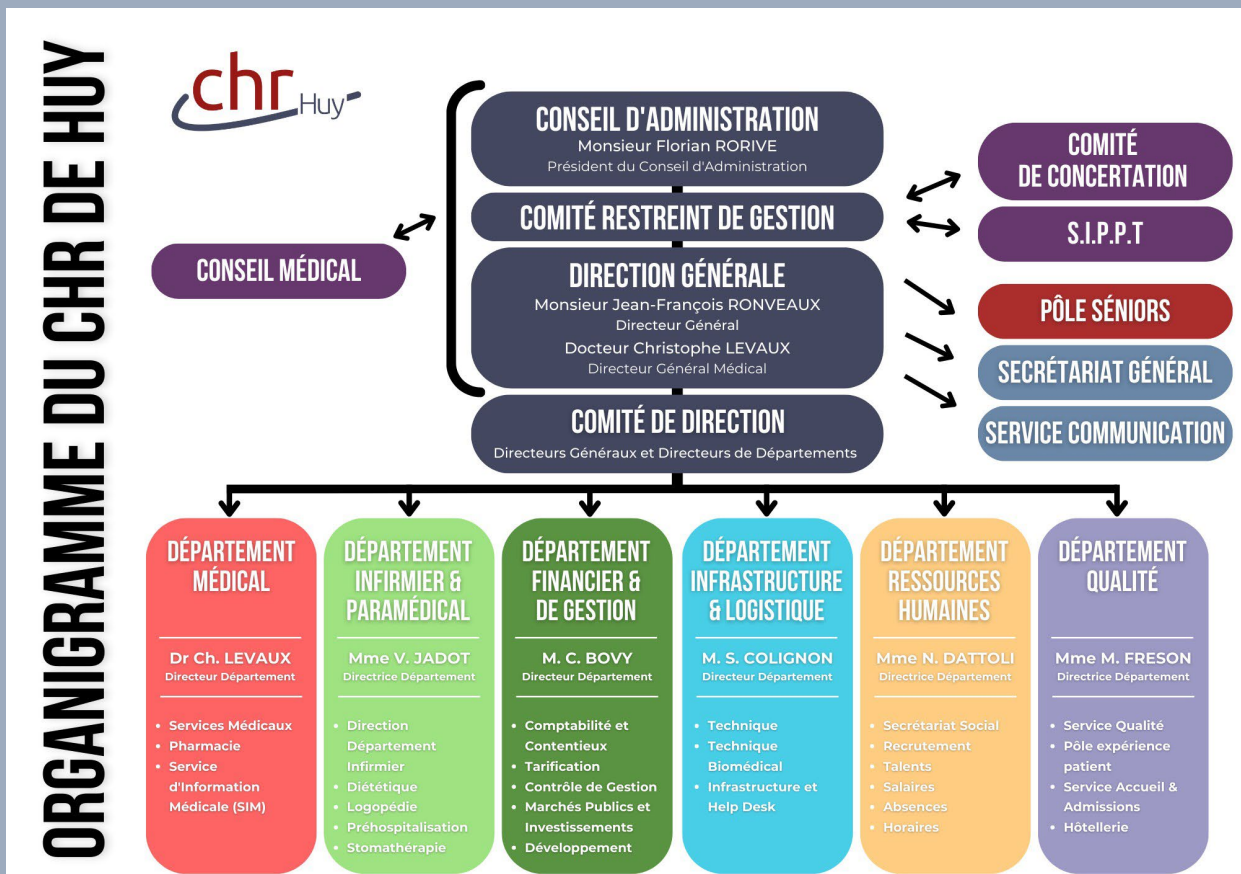 ORGANIGRAMME DU CHR DE HUY
chr
Huy
CONSEIL D'ADMINISTRATION
Monsieur Florian RORIVE
Président du Conseil d'Administration
COMITÉ RESTREINT DE GESTION
CONSEIL MÉDICAL
DIRECTION GÉNÉRALE
Monsieur Jean-François RONVEAUX
Directeur Général
Docteur Christophe LEVAUX
Directeur Général Médical
COMITÉ DE DIRECTION
Directeurs Généraux et Directeurs de Départements
COMITÉ
DE CONCERTATION
S.I.P.P.T
PÔLE SÉNIORS
SECRÉTARIAT GÉNÉRAL
SERVICE COMMUNICATION
DÉPARTEMENT
MÉDICAL
Dr Ch. LEVAUX
Directeur Département
• Services Médicaux
• Pharmacie
• Service
d'Information
Médicale (SIM)
DÉPARTEMENT
INFIRMIER &
PARAMÉDICAL
Mme V. JADOT
Directrice Département
• Direction
Département
Infirmier
• Diététique
• Logopédie
• Préhospitalisation
• Stomathérapie
DÉPARTEMENT
FINANCIER &
DE GESTION
M. C. BOVY
Directeur Département
• Comptabilité et
Contentieux
• Tarification
• Contrôle de Gestion
• Marchés Publics et
Investissements
• Développement
DÉPARTEMENT
INFRASTRUCTURE
& LOGISTIQUE
M. S. COLIGNON
Directeur Département
• Technique
• Technique
Biomédical
• Infrastructure et
Help Desk
DÉPARTEMENT
RESSOURCES
HUMAINES
Mme N. DATTOLI
Directrice Département
• Secrétariat Social
• Recrutement
• Talents
• Salaires
• Absences
• Horaires
DÉPARTEMENT
QUALITÉ
Mme M. FRESON
Directrice Département
• Service Qualité
• Pôle expérience
patient
• Service Accueil &
Admissions
• Hôtellerie